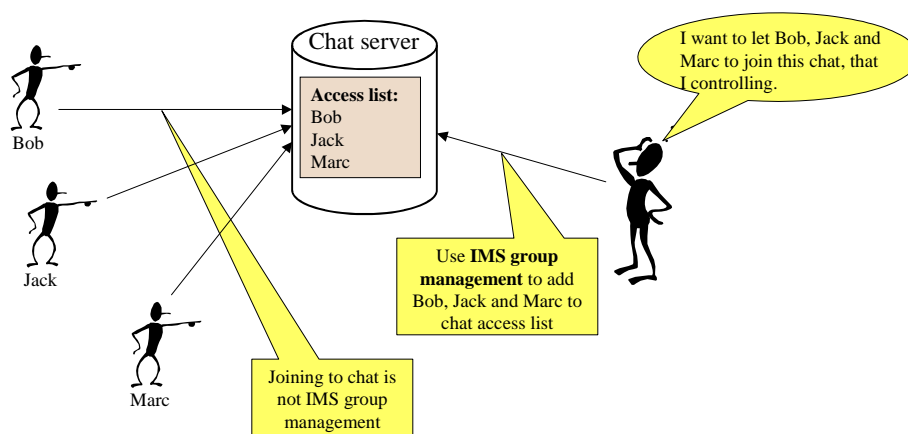 Chat server
Access list:
Bob
Jack
Marc
I want to let Bob, Jack and
Marc to join this chat, that
I controlling.
Bob
Jack
Marc
Use IMS group
management to add
Bob, Jack and Marc to
chat access list
Joining to chat is
not IMS group
management